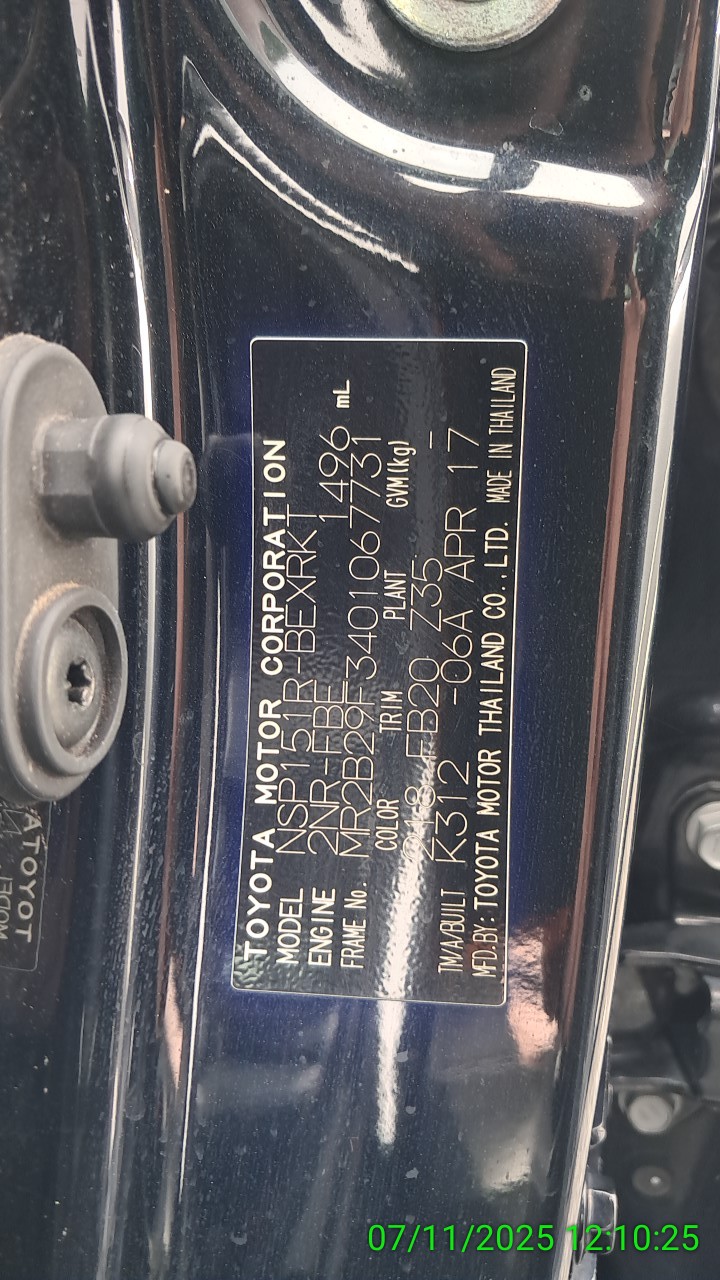 TOYOTA MOTOR CORPORATION
MODEL NSP151R-BEXRKT
ENGINE 2NR-FBE 1496 mL
FRAME No. MR2B29F3401067731
COLOR TRIM PLANT GVM(kg)
218 FB20 Z35 -
TM/A/BUILT K312 -06A APR 17
MFD.BY: TOYOTA MOTOR THAILAND CO.,LTD. MADE IN THAILAND
TOYOTA
MODEL
07/11/2025 12:10:25